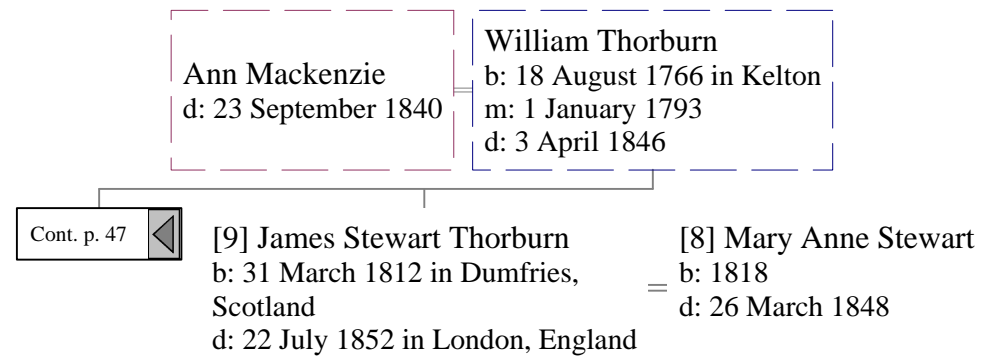 Ann Mackenzie
d: 23 September 1840
William Thorburn
b: 18 August 1766 in Kelton
m: 1 January 1793
d: 3 April 1846
Cont. p. 47
[9] James Stewart Thorburn
b: 31 March 1812 in Dumfries,
Scotland
d: 22 July 1852 in London, England
[8] Mary Anne Stewart
b: 1818
d: 26 March 1848